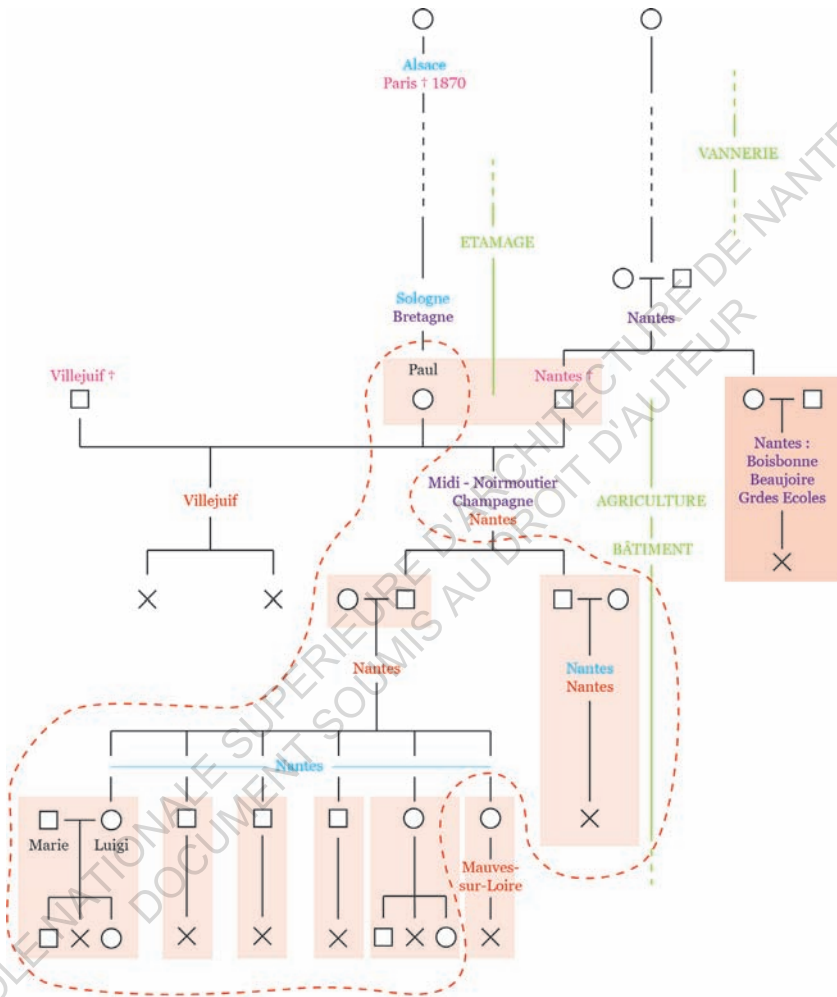 Alsace
Paris † 1870
VANNERIE
ETAMAGE
Sologne
Bretagne
Nantes
Villejuif †
Paul
Nantes †
Nantes :
Boisbonne
Beaujoire
Grdes Ecoles
Midi - Noirmoutier
Champagne
Nantes
Villejuif
AGRICULTURE
BÂTIMENT
Nantes
Nantes
Nantes
Nantes
Marie
Luigi
Mauves-
sur-Loire
ECOLE NATIONALE SUPERIEURE D'ARCHITECTURE DE NANTES
DOCUMENT SOUMIS AU DROIT D'AUTEUR